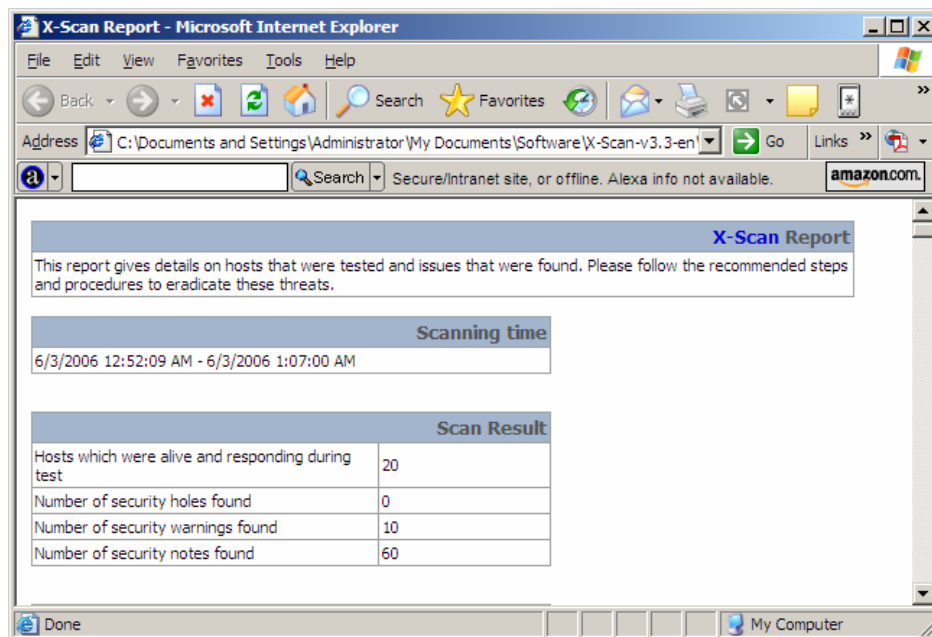 X-Scan Report - Microsoft Internet Explorer
File Edit View Favorites Tools Help
Back Search Favorites
Address C:\Documents and Settings\Administrator\My Documents\Software\X-Scan-v3.3-en\ Go Links
a Search Secure/Intranet site, or offline. Alexa info not available. amazon.com.
X-Scan Report
This report gives details on hosts that were tested and issues that were found. Please follow the recommended steps
and procedures to eradicate these threats.
Scanning time
6/3/2006 12:52:09 AM - 6/3/2006 1:07:00 AM
Scan Result
Hosts which were alive and responding during
test 20
Number of security holes found 0
Number of security warnings found 10
Number of security notes found 60
Done My Computer